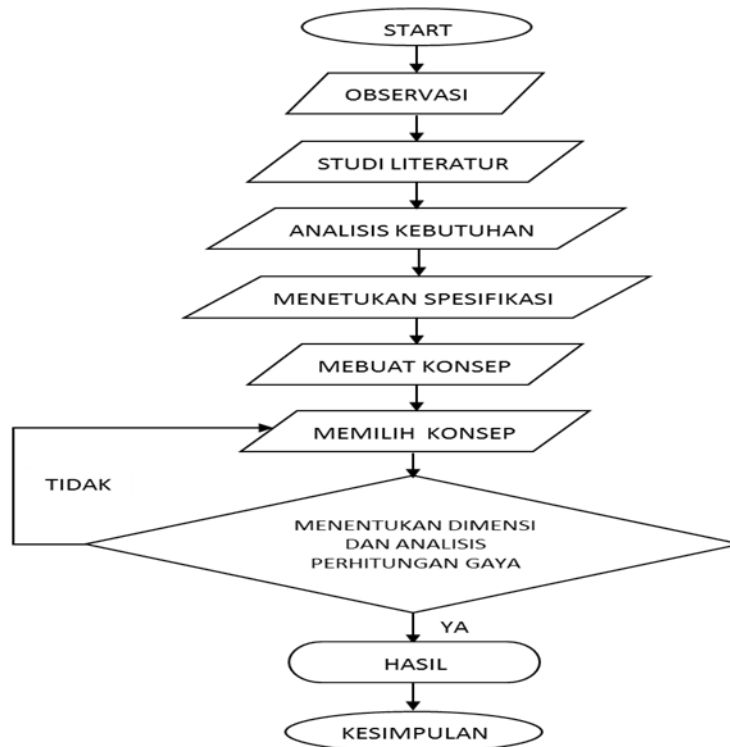 START
OBSERVASI
STUDI LITERATUR
ANALISIS KEBUTUHAN
MENETUKAN SPESIFIKASI
MEBUAT KONSEP
MEMILIH KONSEP
TIDAK
MENENTUKAN DIMENSI
DAN ANALISIS
PERHITUNGAN GAYA
YA
HASIL
KESIMPULAN